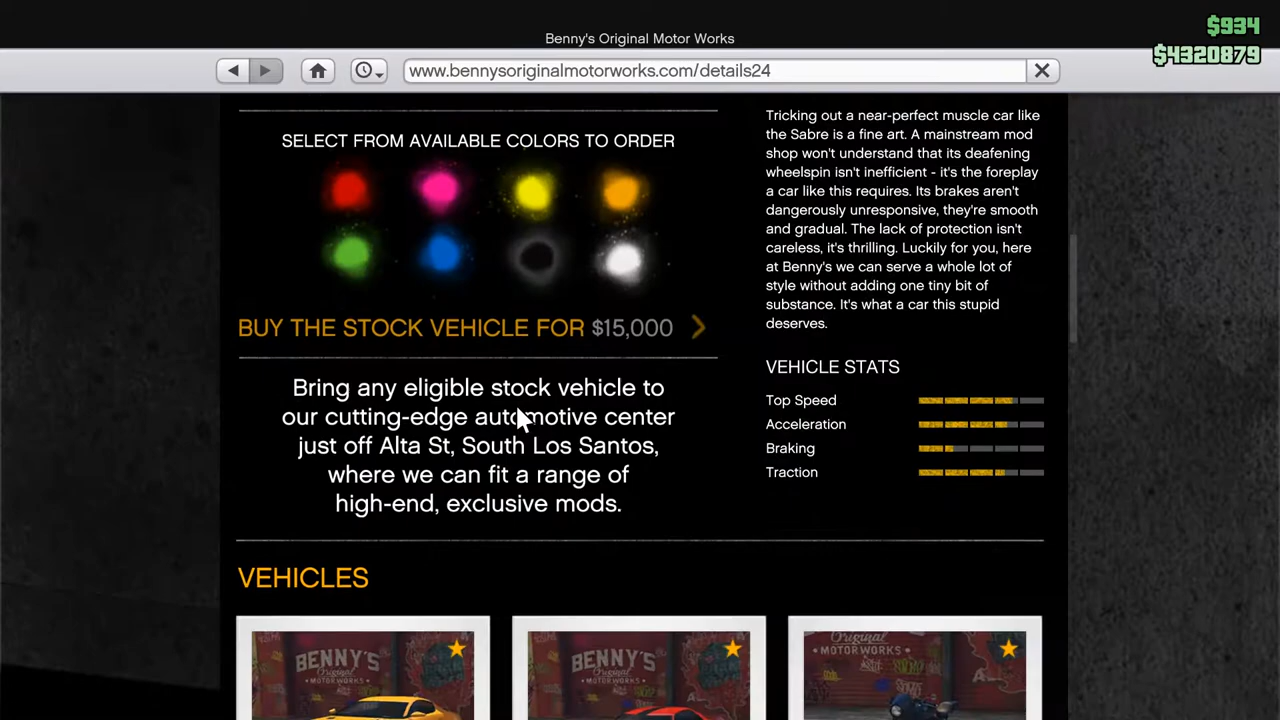 $934
$4320879
Benny's Original Motor Works
www.bennysoriginalmotorworks.com/details24
SELECT FROM AVAILABLE COLORS TO ORDER
BUY THE STOCK VEHICLE FOR $15,000
Bring any eligible stock vehicle to
our cutting-edge automotive center
just off Alta St, South Los Santos,
where we can fit a range of
high-end, exclusive mods.
Tricking out a near-perfect muscle car like
the Sabre is a fine art. A mainstream mod
shop won't understand that its deafening
wheelspin isn't inefficient - it's the foreplay
a car like this requires. Its brakes aren't
dangerously unresponsive, they're smooth
and gradual. The lack of protection isn't
careless, it's thrilling. Luckily for you, here
at Benny's we can serve a whole lot of
style without adding one tiny bit of
substance. It's what a car this stupid
deserves.
VEHICLE STATS
Top Speed
Acceleration
Braking
Traction
VEHICLES
BENNY'S
ORIGINAL
MOTORWORKS
BENNY'S
ORIGINAL
MOTORWORKS
Original
MOTORWORKS